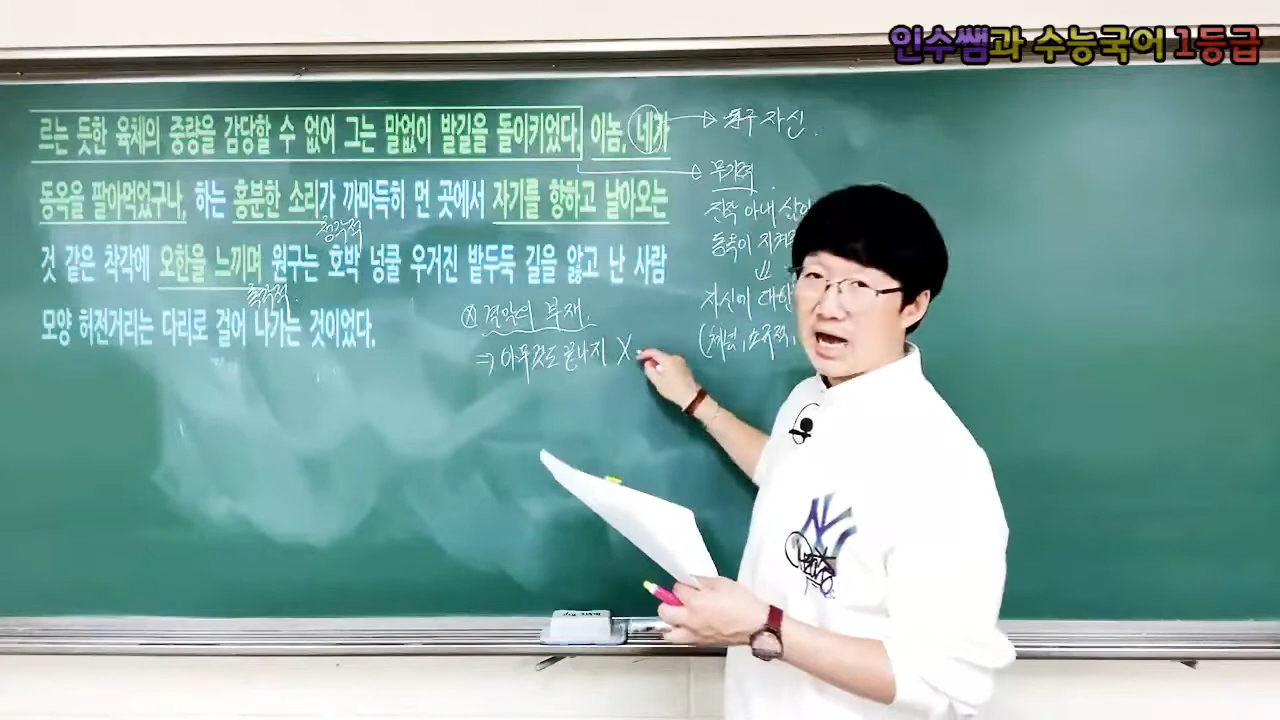 인수쌤과 수능국어 1등급
르는 듯한 육체의 중량을 감당할 수 없어 그는 말없이 발길을 돌이키었다. 이놈, 네가
동옥을 팔아먹었구나, 하는 흥분한 소리가 까마득히 먼 곳에서 자기를 향하고 날아오는
것 같은 착각에 오한을 느끼며 원구는 호박 넝쿨 우거진 밭두둑 길을 앓고 난 사람
모양 허전거리는 다리로 걸어 나가는 것이었다.
청각적
촉각적.
원구 자신.
무기력
자신에 대한
⊗ 결말의 부재.
⇒ 아무것도 끝나지 X
NY